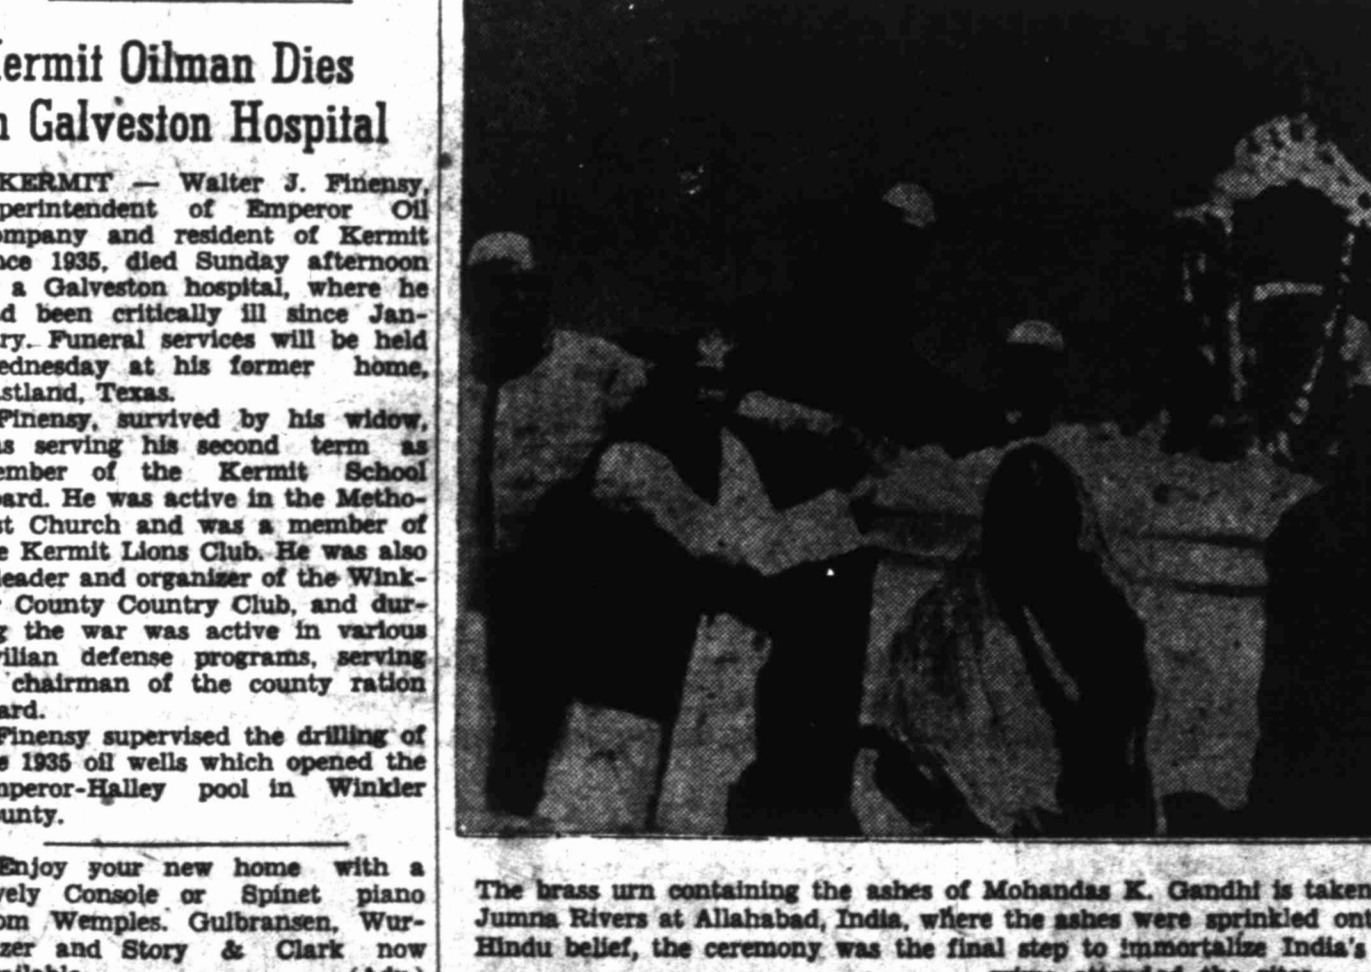 ermit Oilman Dies
n Galveston Hospital
KERMIT — Walter J. Finensy,
perintendent of Emperor Oil
ompany and resident of Kermit
nce 1935, died Sunday afternoon
a Galveston hospital, where he
d been critically ill since Jan-
ry. Funeral services will be held
ednesday at his former home,
stland, Texas.
Finensy, survived by his widow,
as serving his second term as
ember of the Kermit School
oard. He was active in the Metho-
st Church and was a member of
e Kermit Lions Club. He was also
leader and organizer of the Wink-
r County Country Club, and dur-
g the war was active in various
vilian defense programs, serving
chairman of the county ration
ard.
Finensy supervised the drilling of
e 1935 oil wells which opened the
mperor-Halley pool in Winkler
ounty.
Enjoy your new home with a
vely Console or Spinet piano
om Wemples. Gulbransen, Wur-
zer and Story & Clark now
(Adv.)
The brass urn containing the ashes of Mohandas K. Gandhi is taken
Jumna Rivers at Allahabad, India, where the ashes were sprinkled on
Hindu belief, the ceremony was the final step to immortalize India's